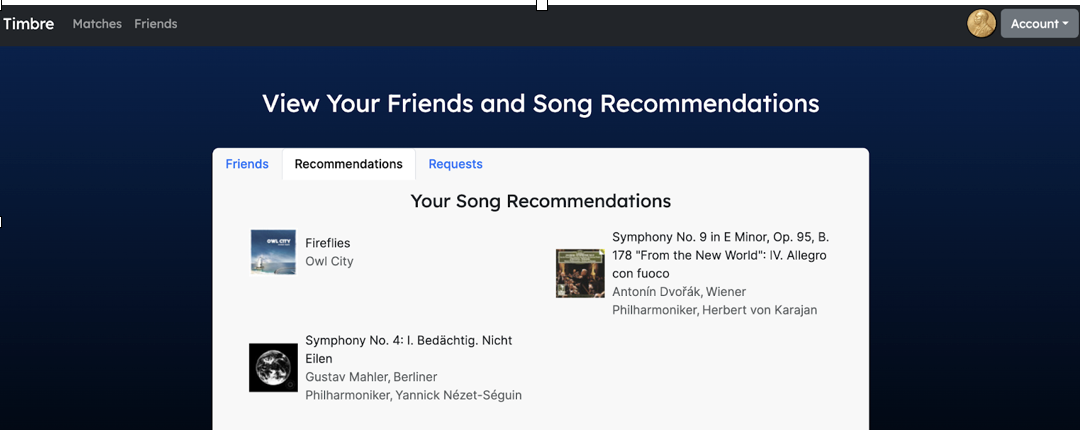 Timbre Matches Friends Account
View Your Friends and Song Recommendations
Friends Recommendations Requests
Your Song Recommendations
OWL CITY
Fireflies
Owl City
Symphony No. 9 in E Minor, Op. 95, B.
178 "From the New World": IV. Allegro
con fuoco
Antonín Dvořák, Wiener
Philharmoniker, Herbert von Karajan
Symphony No. 4: I. Bedächtig. Nicht
Eilen
Gustav Mahler, Berliner
Philharmoniker, Yannick Nézet-Séguin